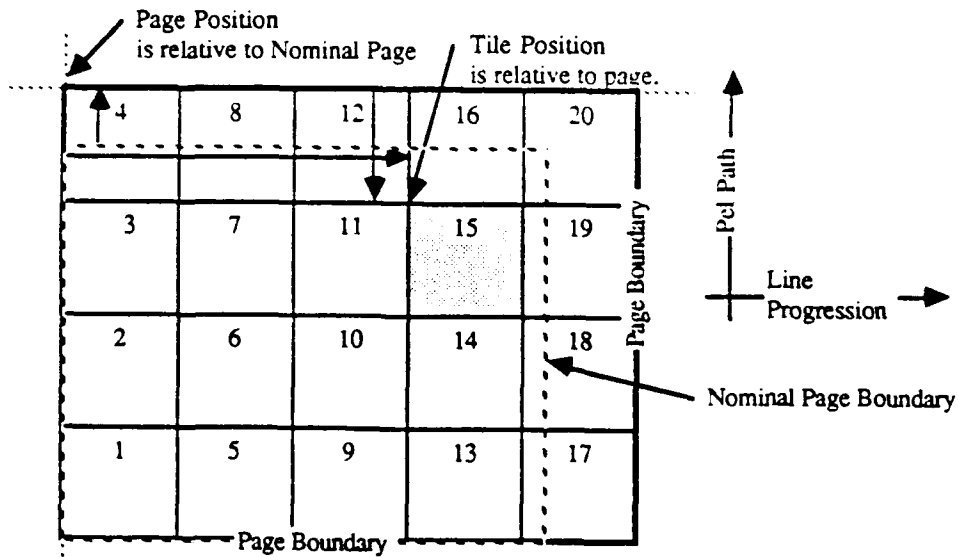 Page Position
is relative to Nominal Page
Tile Position
is relative to page.
4 8 12 16 20
3 7 11 15 19
2 6 10 14 18
1 5 9 13 17
Page Boundary
Page Boundary
Pel Path
Line
Progression
Nominal Page Boundary